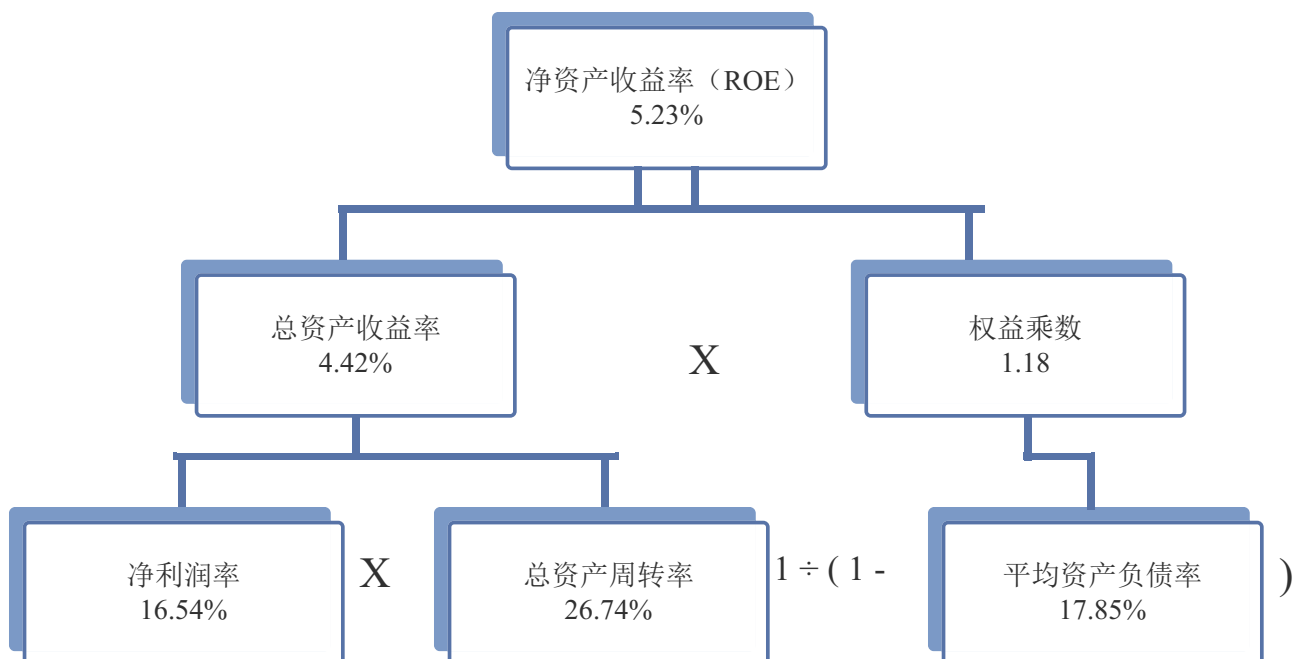 净资产收益率（ROE）
5.23%
总资产收益率
4.42%
X
权益乘数
1.18
净利润率
16.54%
X
总资产周转率
26.74%
1 ÷ ( 1 -
平均资产负债率
17.85%
)